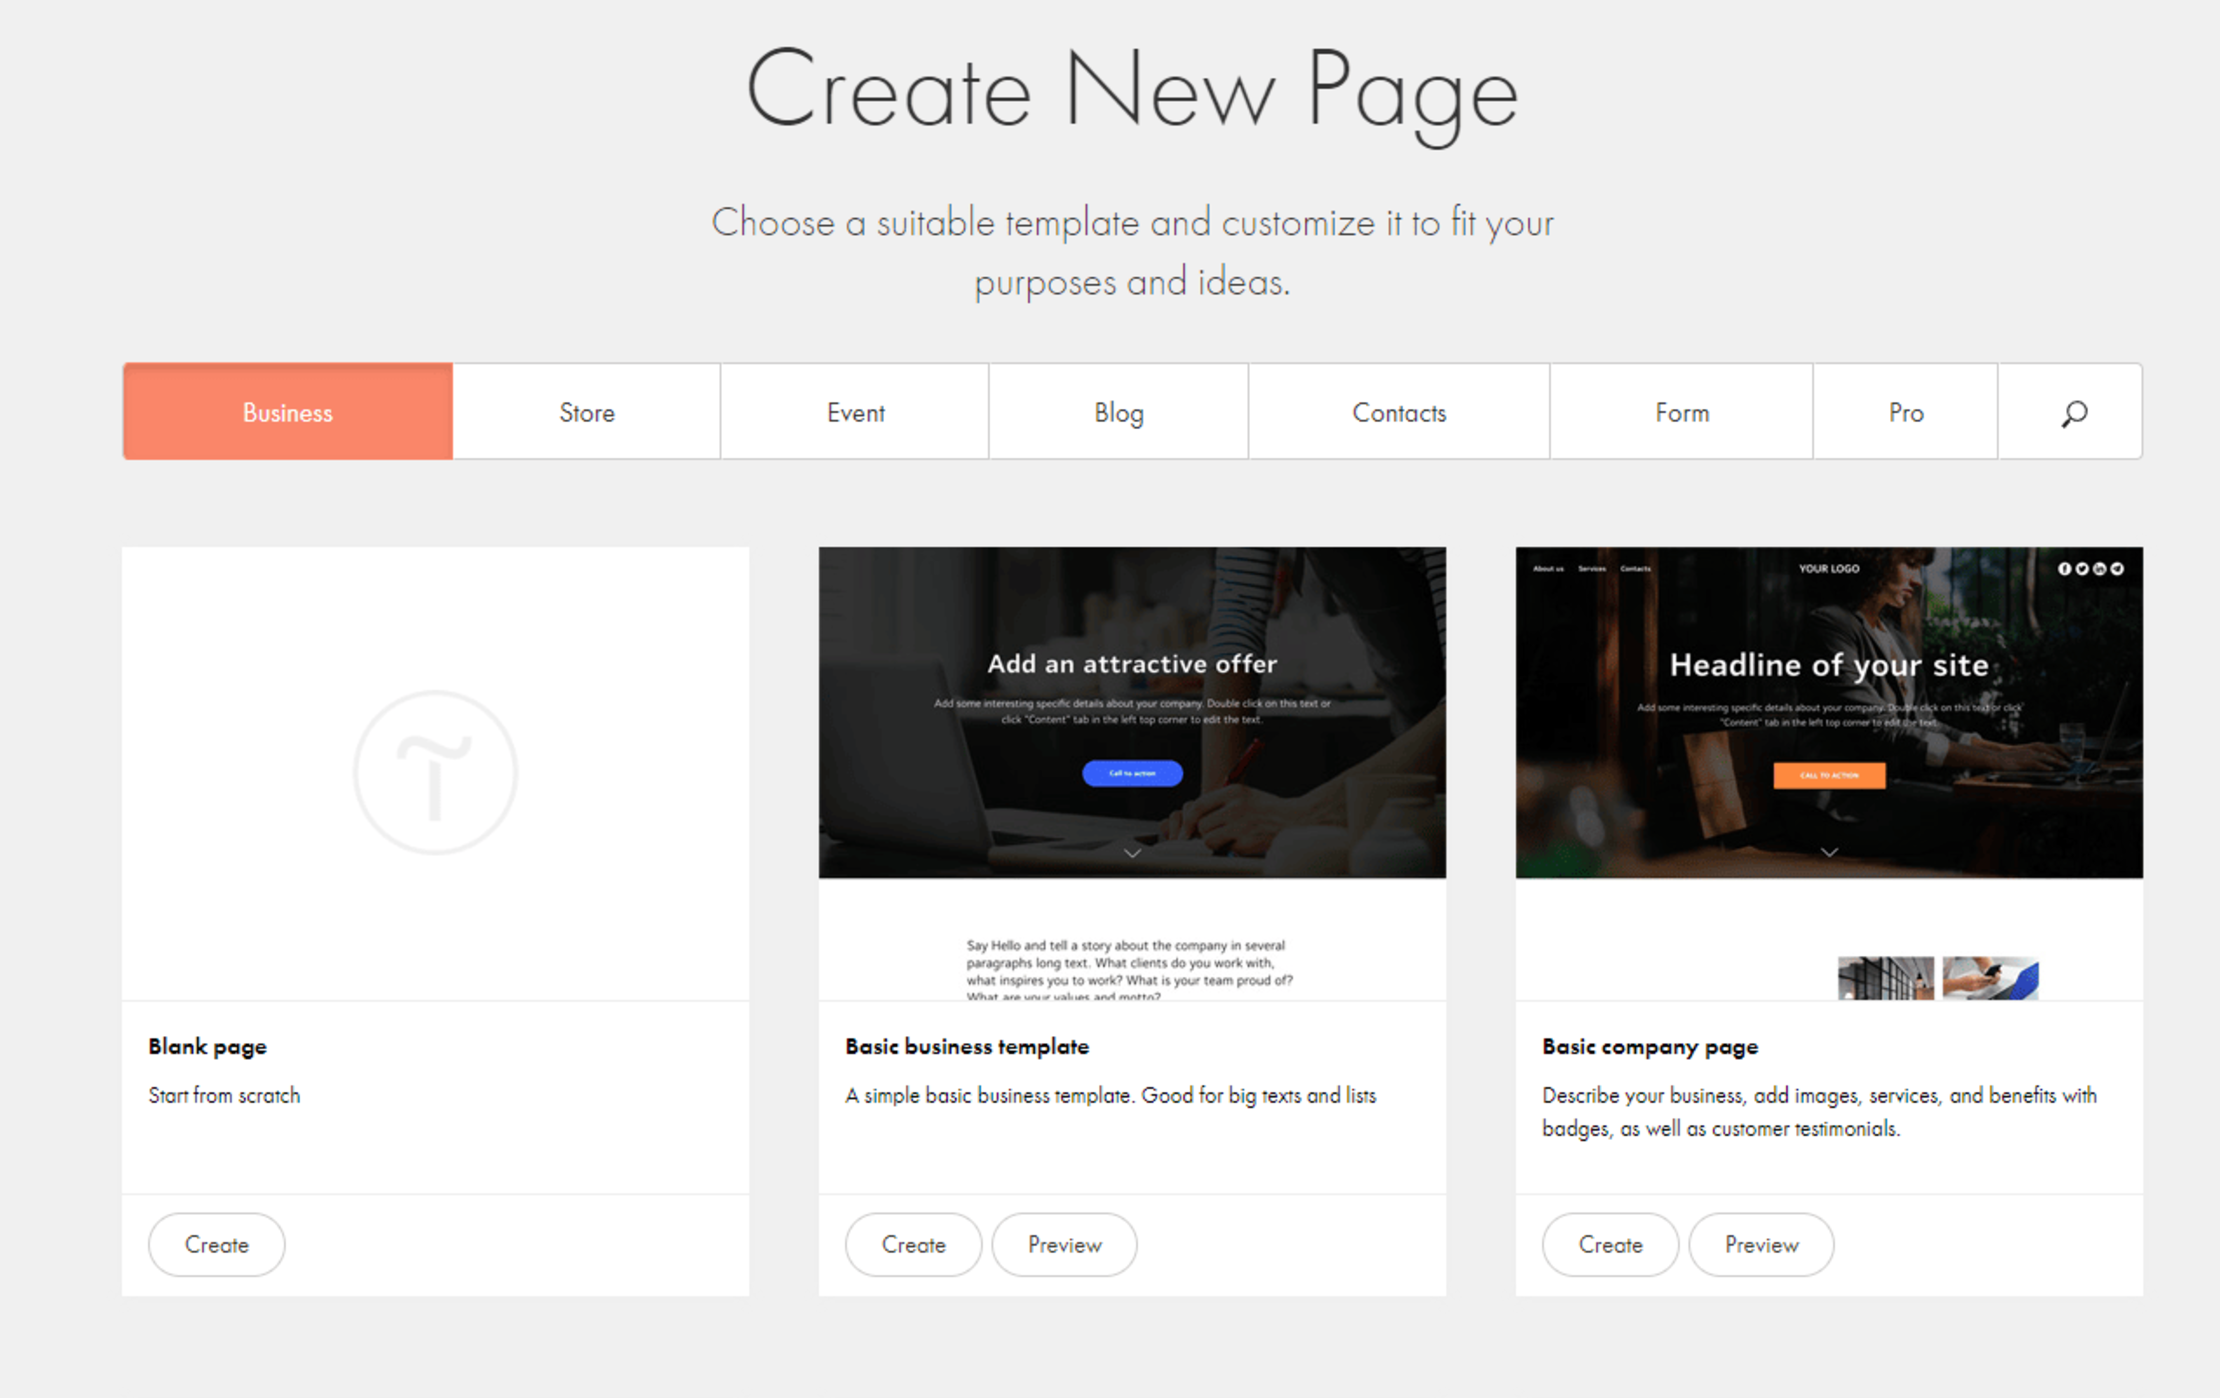 Create New Page
Choose a suitable template and customize it to fit your
purposes and ideas.
Business
Store
Event
Blog
Contacts
Form
Pro
Add an attractive offer
Add some interesting specific details about your company. Double click on this text or
click "Content" tab in the left top corner to edit the text.
Call to action
Say Hello and tell a story about the company in several
paragraphs long text. What clients do you work with,
what inspires you to work? What is your team proud of?
What are your values and motto?
About us
Services
Contacts
YOUR LOGO
Headline of your site
Add some interesting specific details about your company. Double click on this text or click
"Content" tab in the left top corner to edit the text.
CALL TO ACTION
Blank page
Start from scratch
Create
Basic business template
A simple basic business template. Good for big texts and lists
Create
Preview
Basic company page
Describe your business, add images, services, and benefits with
badges, as well as customer testimonials.
Create
Preview